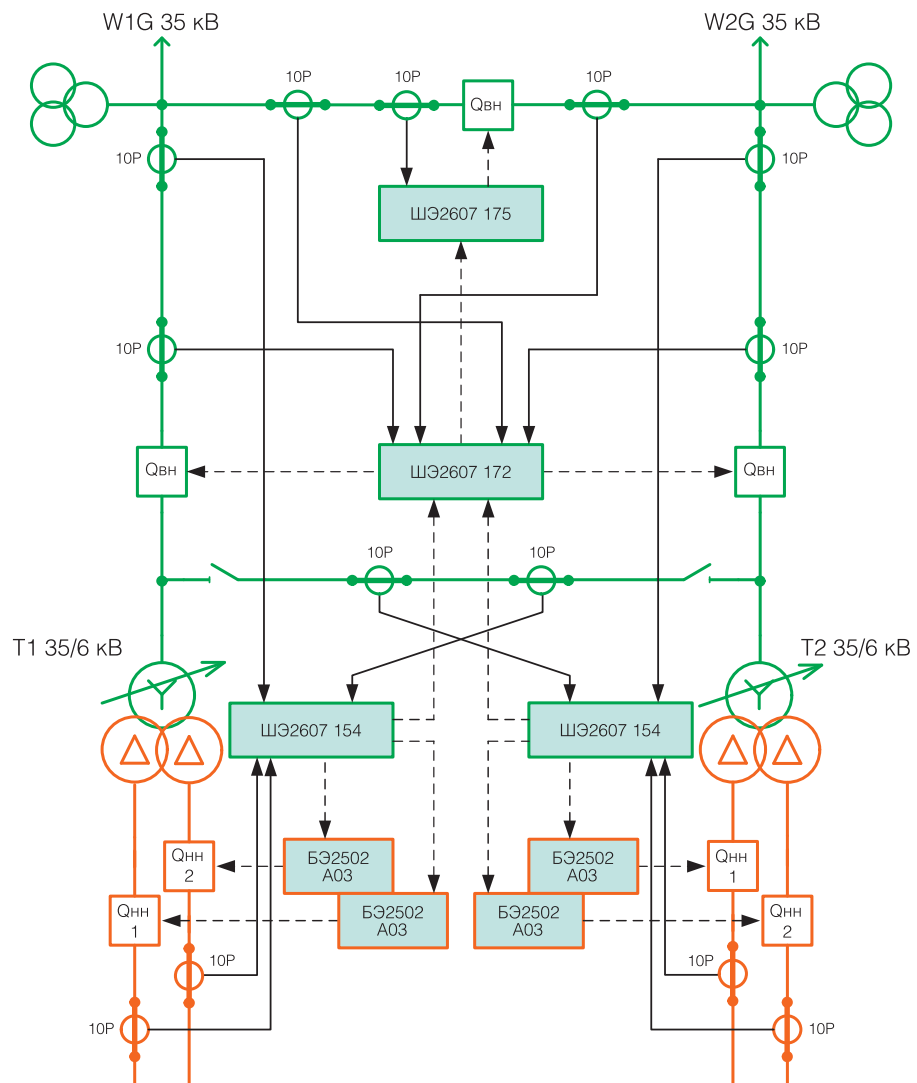 W1G 35 кВ
W2G 35 кВ
10P
10P
10P
Qвн
10P
10P
ШЭ2607 175
10P
10P
Qвн
ШЭ2607 172
Qвн
10P
10P
T1 35/6 кВ
T2 35/6 кВ
ШЭ2607 154
ШЭ2607 154
Qнн
2
БЭ2502
А03
БЭ2502
А03
Qнн
1
Qнн
1
БЭ2502
А03
БЭ2502
А03
Qнн
2
10P
10P
10P
10P